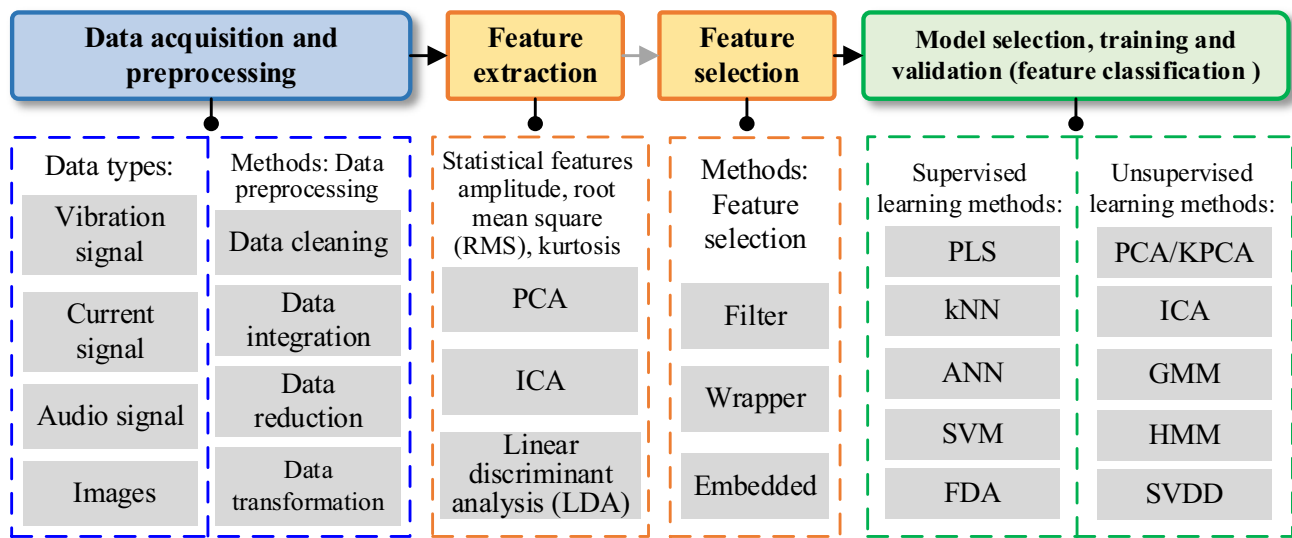 Data acquisition and
preprocessing
Feature
extraction
Feature
selection
Model selection, training and
validation (feature classification )
Data types:
Vibration
signal
Current
signal
Audio signal
Images
Methods: Data
preprocessing
Data cleaning
Data
integration
Data
reduction
Data
transformation
Statistical features
amplitude, root
mean square
(RMS), kurtosis
PCA
ICA
Linear
discriminant
analysis (LDA)
Methods:
Feature
selection
Filter
Wrapper
Embedded
Supervised
learning methods:
PLS
kNN
ANN
SVM
FDA
Unsupervised
learning methods:
PCA/KPCA
ICA
GMM
HMM
SVDD